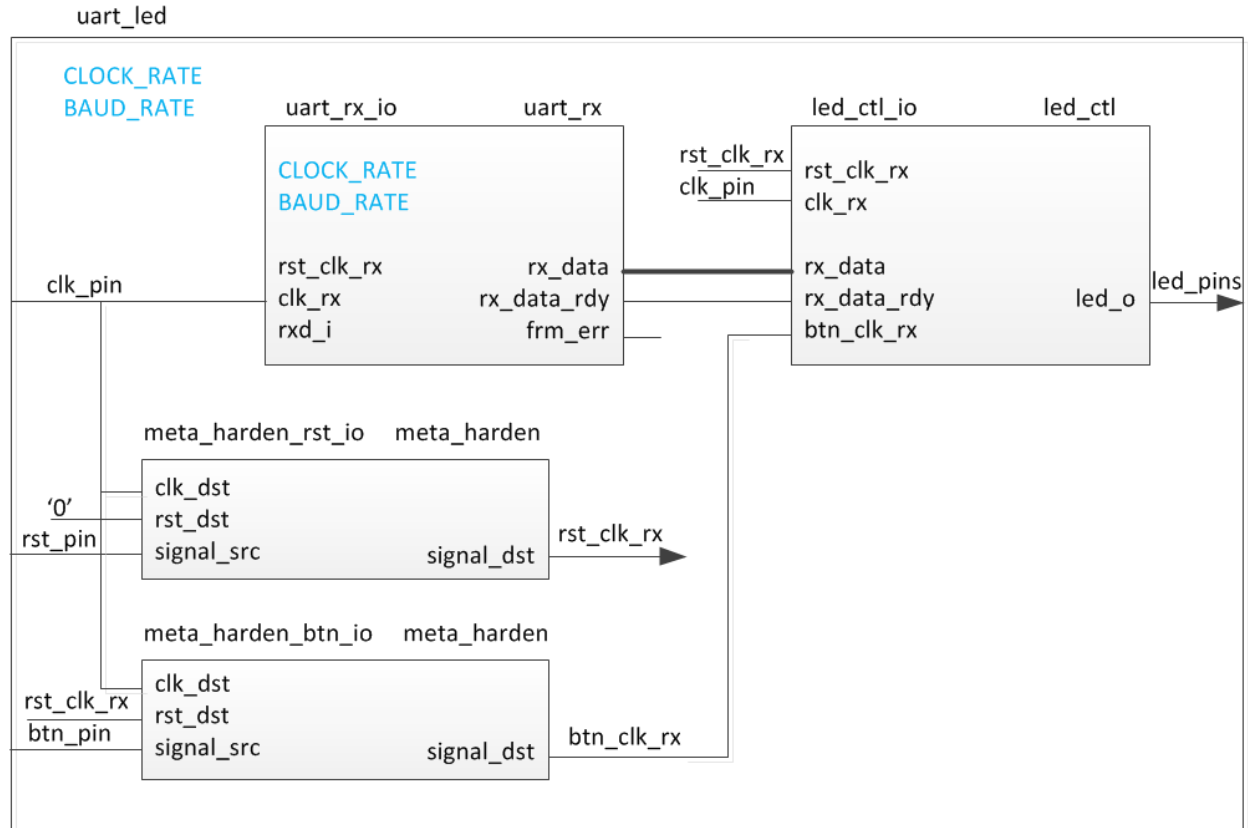 uart_led
CLOCK_RATE
BAUD_RATE
uart_rx_io uart_rx
CLOCK_RATE
BAUD_RATE
rst_clk_rx rx_data
clk_rx rx_data_rdy
rxd_i frm_err
clk_pin
led_ctl_io led_ctl
rst_clk_rx
clk_pin
rst_clk_rx
clk_rx
rx_data
rx_data_rdy led_o
btn_clk_rx
led_pins
meta_harden_rst_io meta_harden
clk_dst
‘0’
rst_dst
rst_pin
signal_src signal_dst
rst_clk_rx
meta_harden_btn_io meta_harden
clk_dst
rst_clk_rx
rst_dst
btn_pin
signal_src signal_dst
btn_clk_rx